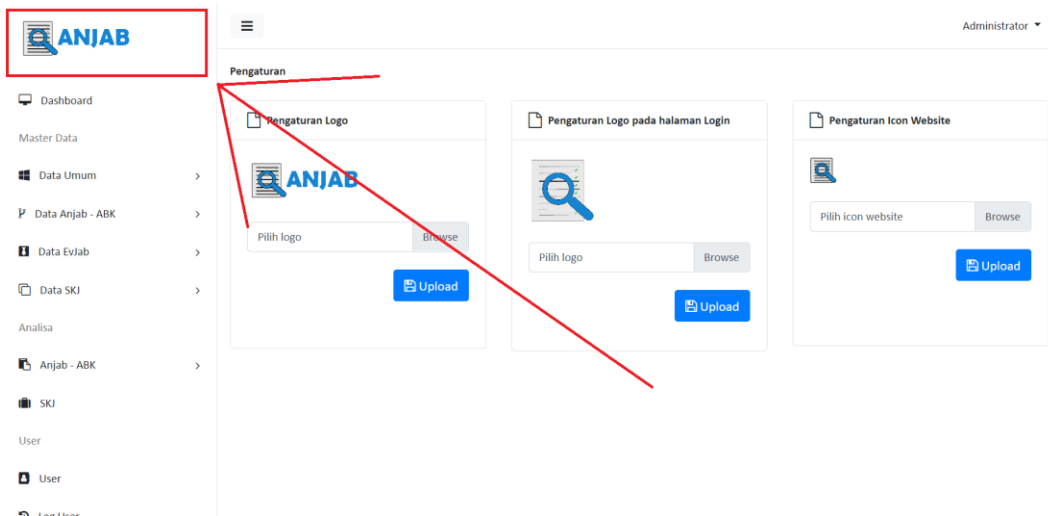 ANJAB
Administrator
Pengaturan
Dashboard
Master Data
Data Umum
Data Anjab - ABK
Data EvJab
Data SKJ
Analisa
Anjab - ABK
SKJ
User
User
Log User
Pengaturan Logo
ANJAB
Pilih logo
Browse
Upload
Pengaturan Logo pada halaman Login
Pilih logo
Browse
Upload
Pengaturan Icon Website
Pilih icon website
Browse
Upload